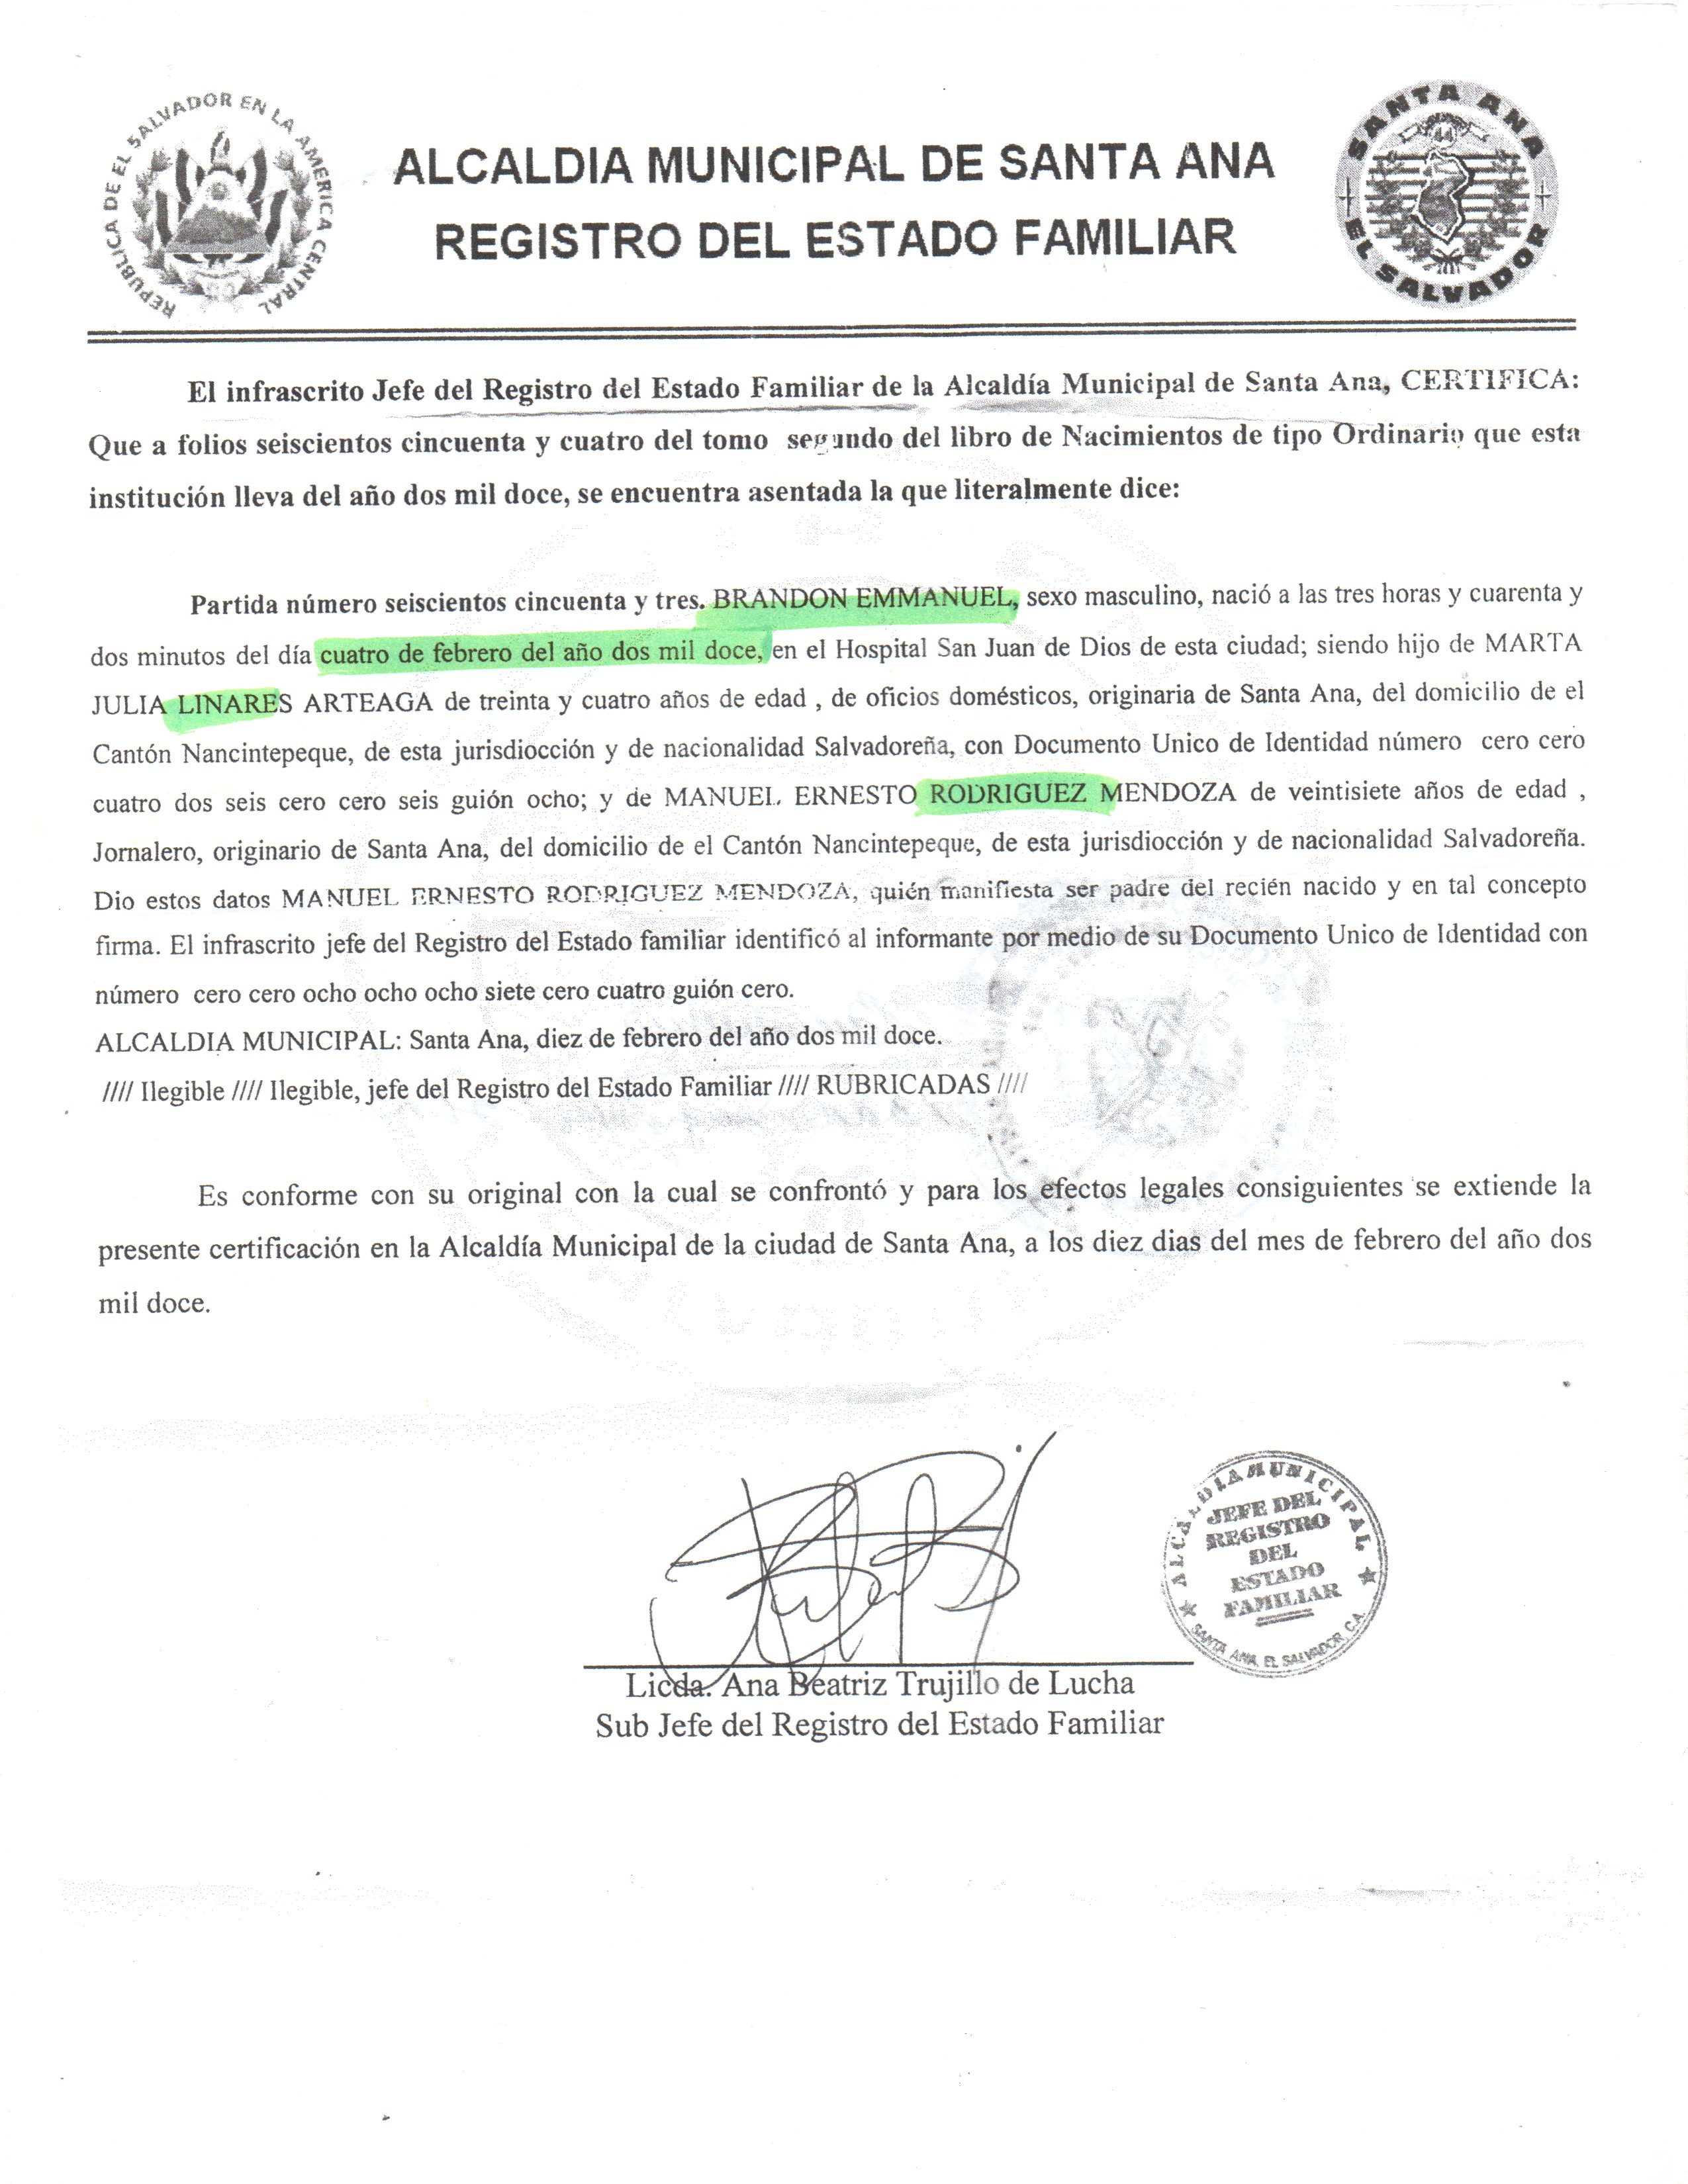 REPUBLICA DE EL SALVADOR EN LA AMERICA CENTRAL
SANTA ANA
EL SALVADOR
ALCALDIA MUNICIPAL DE SANTA ANA
REGISTRO DEL ESTADO FAMILIAR
El infrascrito Jefe del Registro del Estado Familiar de la Alcaldía Municipal de Santa Ana, CERTIFICA:
Que a folios seiscientos cincuenta y cuatro del tomo segundo del libro de Nacimientos de tipo Ordinario que esta
institución lleva del año dos mil doce, se encuentra asentada la que literalmente dice:
Partida número seiscientos cincuenta y tres. BRANDON EMMANUEL, sexo masculino, nació a las tres horas y cuarenta y
dos minutos del día cuatro de febrero del año dos mil doce, en el Hospital San Juan de Dios de esta ciudad; siendo hijo de MARTA
JULIA LINARES ARTEAGA de treinta y cuatro años de edad , de oficios domésticos, originaria de Santa Ana, del domicilio de el
Cantón Nancintepeque, de esta jurisdiocción y de nacionalidad Salvadoreña, con Documento Unico de Identidad número cero cero
cuatro dos seis cero cero seis guión ocho; y de MANUEL ERNESTO RODRIGUEZ MENDOZA de veintisiete años de edad ,
Jornalero, originario de Santa Ana, del domicilio de el Cantón Nancintepeque, de esta jurisdiocción y de nacionalidad Salvadoreña.
Dio estos datos MANUEL ERNESTO RODRIGUEZ MENDOZA, quién manifiesta ser padre del recién nacido y en tal concepto
firma. El infrascrito jefe del Registro del Estado familiar identificó al informante por medio de su Documento Unico de Identidad con
número cero cero ocho ocho ocho siete cero cuatro guión cero.
ALCALDIA MUNICIPAL: Santa Ana, diez de febrero del año dos mil doce.
//// Ilegible //// Ilegible, jefe del Registro del Estado Familiar //// RUBRICADAS ////
Es conforme con su original con la cual se confrontó y para los efectos legales consiguientes se extiende la
presente certificación en la Alcaldía Municipal de la ciudad de Santa Ana, a los diez dias del mes de febrero del año dos
mil doce.
ALCALDIA MUNICIPAL
JEFE DEL
REGISTRO
DEL
ESTADO
FAMILIAR
SANTA ANA, EL SALVADOR, C.A.
Licda. Ana Beatriz Trujillo de Lucha
Sub Jefe del Registro del Estado Familiar